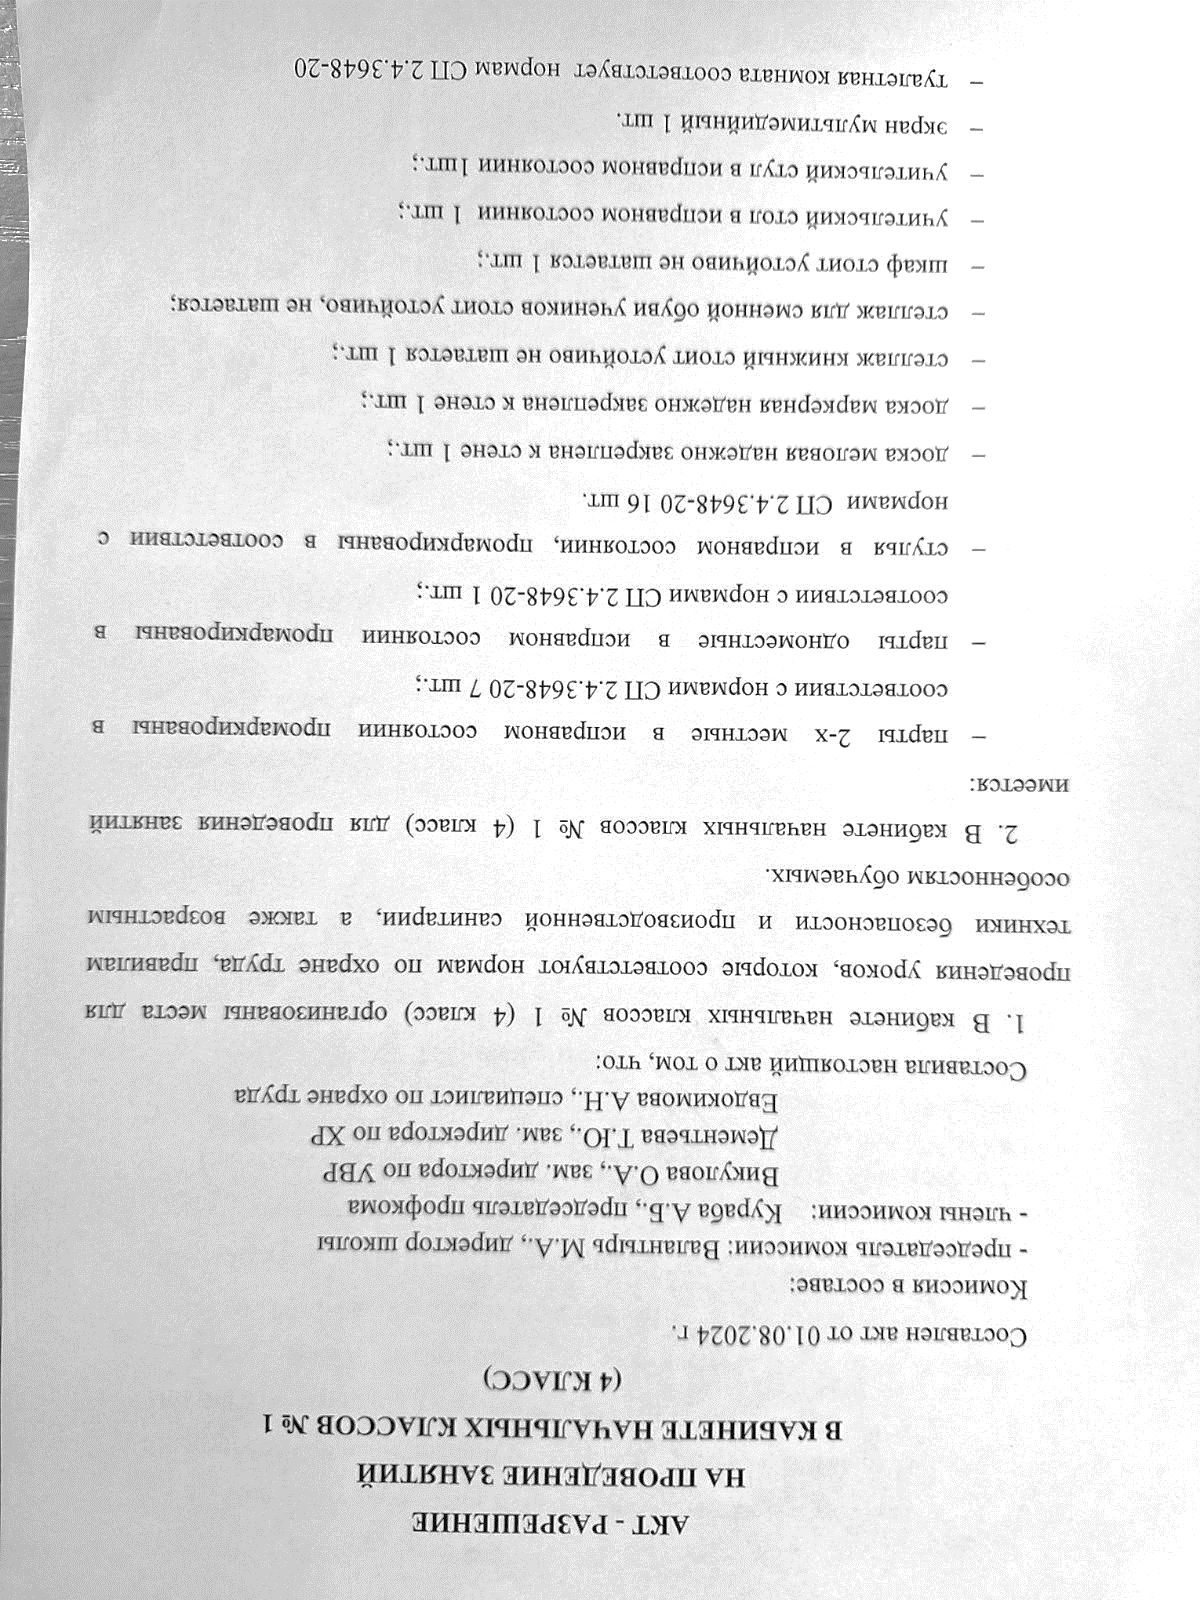 АКТ - РАЗРЕШЕНИЕ
НА ПРОВЕДЕНИЕ ЗАНЯТИЙ
В КАБИНЕТЕ НАЧАЛЬНЫХ КЛАССОВ № 1
(4 КЛАСС)
Составлен акт от 01.08.2024 г.
Комиссия в составе:
- председатель комиссии: Валантырь М.А., директор школы
- члены комиссии: Кураба А.Б., председатель профкома
Викулова О.А., зам. директора по УВР
Дементьева Т.Ю., зам. директора по ХР
Евдокимова А.Н., специалист по охране труда
Составила настоящий акт о том, что:
1. В кабинете начальных классов № 1 (4 класс) организованы места для
проведения уроков, которые соответствуют нормам по охране труда, правилам
техники безопасности и производственной санитарии, а также возрастным
особенностям обучаемых.
2. В кабинете начальных классов № 1 (4 класс) для проведения занятий
имеется:
– парты 2-х местные в исправном состоянии промаркированы в
соответствии с нормами СП 2.4.3648-20 7 шт.;
– парты одноместные в исправном состоянии промаркированы в
соответствии с нормами СП 2.4.3648-20 1 шт.;
– стулья в исправном состоянии, промаркированы в соответствии с
нормами СП 2.4.3648-20 16 шт.
– доска меловая надежно закреплена к стене 1 шт.;
– доска маркерная надежно закреплена к стене 1 шт.;
– стеллаж книжный стоит устойчиво не шатается 1 шт.;
– стеллаж для сменной обуви учеников стоит устойчиво, не шатается;
– шкаф стоит устойчиво не шатается 1 шт.;
– учительский стол в исправном состоянии 1 шт.;
– учительский стул в исправном состоянии 1шт.;
– экран мультимедийный 1 шт.
– туалетная комната соответствует нормам СП 2.4.3648-20